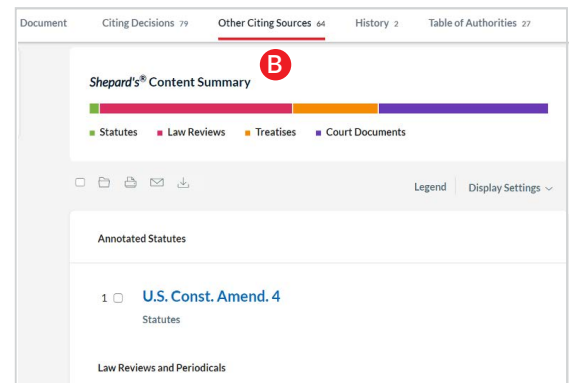 Document Citing Decisions 79 Other Citing Sources 64 History 2 Table of Authorities 27
B
Shepard's® Content Summary
Statutes Law Reviews Treatises Court Documents
Legend Display Settings
Annotated Statutes
1 U.S. Const. Amend. 4
Statutes
Law Reviews and Periodicals